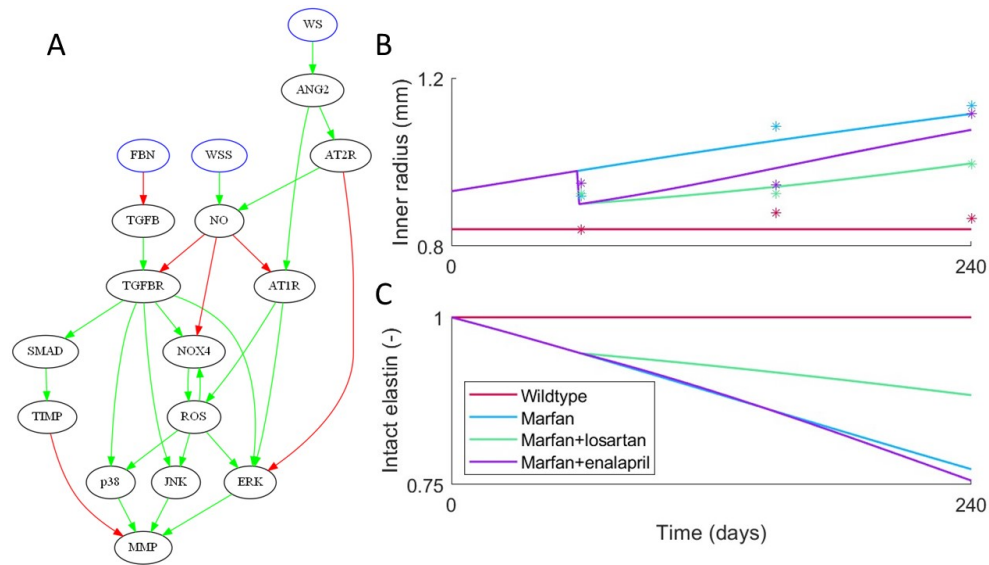 A
WS
ANG2
FBN
WSS
AT2R
TGFB
NO
TGFBR
AT1R
SMAD
NOX4
TIMP
ROS
p38
JNK
ERK
MMP
B
Inner radius (mm)
1.2
0.8
0
240
C
Intact elastin (-)
1
0.75
Wildtype
Marfan
Marfan+losartan
Marfan+enalapril
0
240
Time (days)